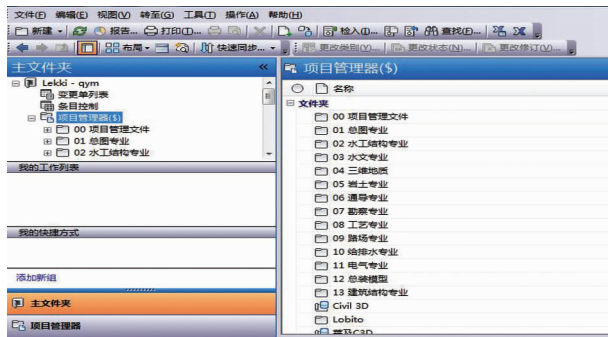 文件(F) 编辑(E) 视图(V) 转至(G) 工具(T) 操作(A) 帮助(H)
新建 报告... 打印(I)... 检入(I)... 查找(F)...
布局 快速同步... 更改类别(Y)... 更改状态(N)... 更改修订(V)...
主文件夹 «
Lekki - qym
变更单列表
条目控制
项目管理器($)
00 项目管理文件
01 总图专业
02 水工结构专业
我的工作列表
我的快捷方式
添加新组
主文件夹
项目管理器
项目管理器($)
名称
文件夹
00 项目管理文件
01 总图专业
02 水工结构专业
03 水文专业
04 三维地质
05 岩土专业
06 通导专业
07 勘察专业
08 工艺专业
09 路场专业
10 给排水专业
11 电气专业
12 总装模型
13 建筑结构专业
Civil 3D
Lobito